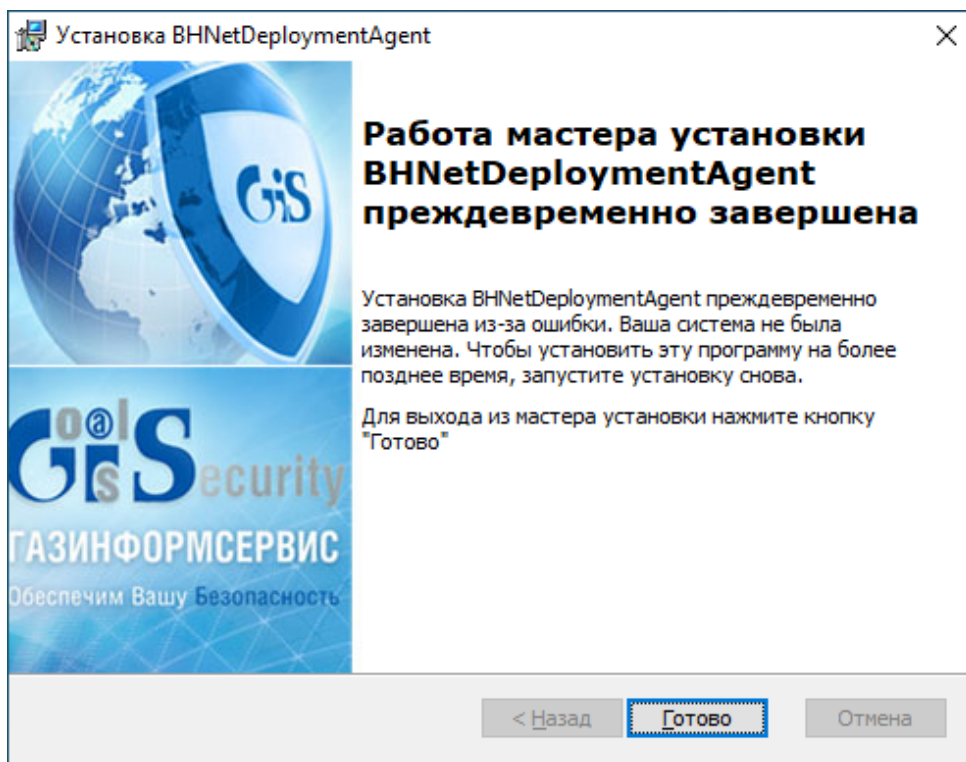 Установка BHNetDeploymentAgent
GiS
Работа мастера установки
BHNetDeploymentAgent
преждевременно завершена
Установка BHNetDeploymentAgent преждевременно
завершена из-за ошибки. Ваша система не была
изменена. Чтобы установить эту программу на более
позднее время, запустите установку снова.
Для выхода из мастера установки нажмите кнопку
"Готово"
Security
ГАЗИНФОРМСЕРВИС
Обеспечим Вашу Безопасность
< Назад
Готово
Отмена